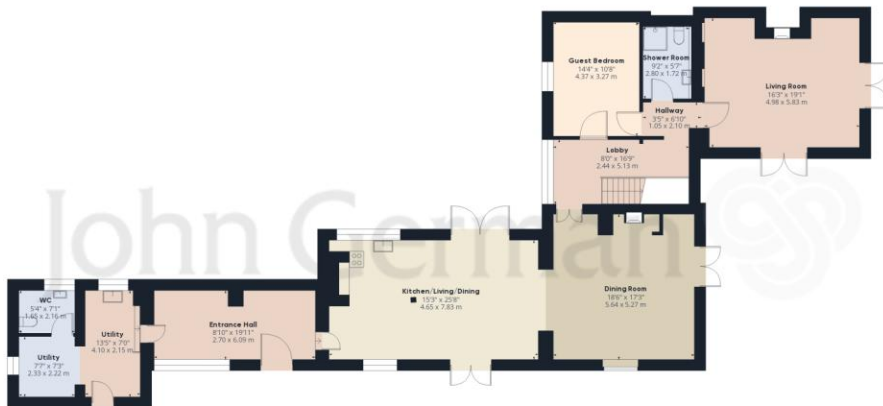 Guest Bedroom
14'4" x 10'8"
4.37 x 3.27 m
Shower Room
9'2" x 5'7"
2.80 x 1.72 m
Living Room
16'3" x 19'1"
4.98 x 5.83 m
Hallway
3'5" x 6'10"
1.05 x 2.10 m
Lobby
8'0" x 16'9"
2.44 x 5.13 m
John German
Kitchen/Living/Dining
15'3" x 25'8"
4.65 x 7.83 m
Dining Room
18'6" x 17'3"
5.64 x 5.27 m
WC
5'4" x 7'1"
1.65 x 2.16 m
Utility
13'5" x 7'0"
4.10 x 2.15 m
Entrance Hall
8'10" x 19'11"
2.70 x 6.09 m
Utility
7'7" x 7'3"
2.33 x 2.22 m